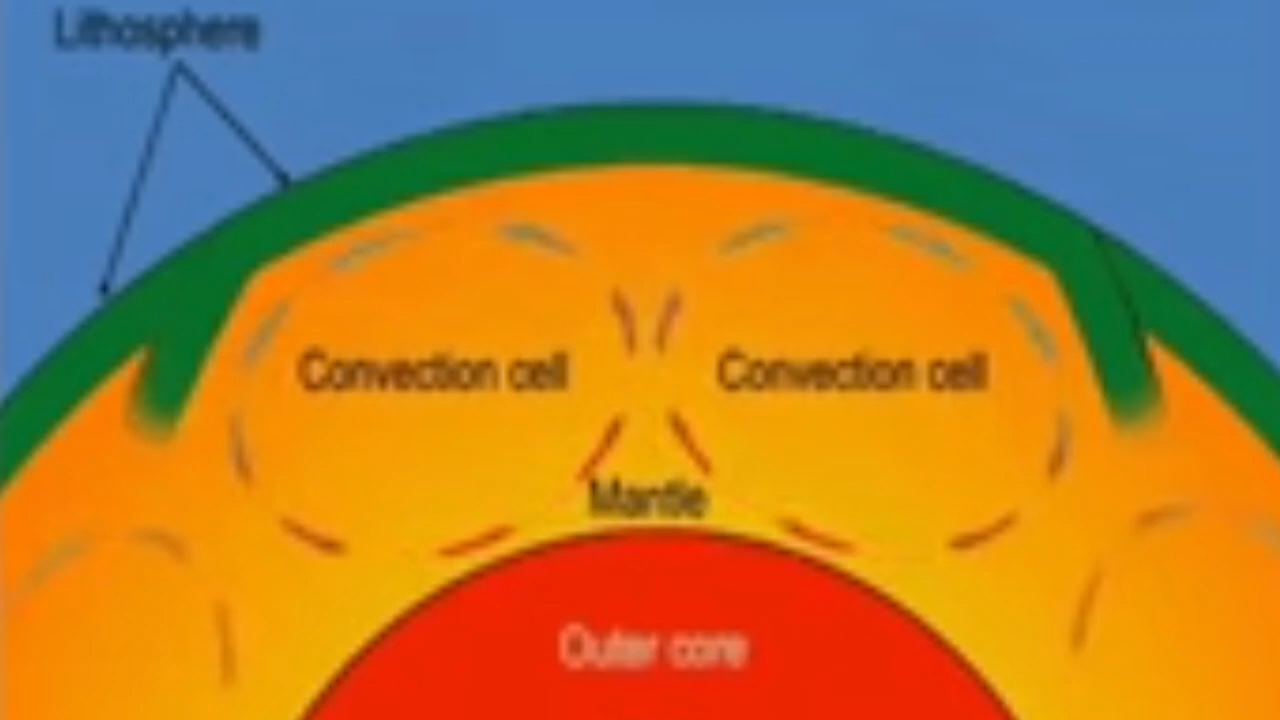 Lithosphere
Convection cell
Convection cell
Mantle
Outer core